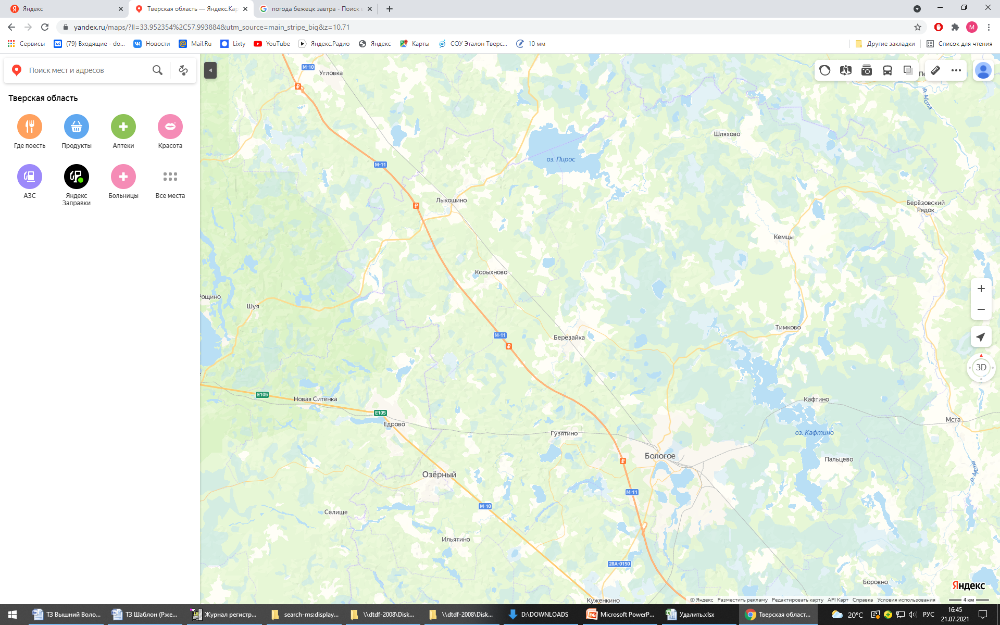 Яндекс
Тверская область — Яндекс.Кар
погода бежецк завтра - Поиск в
yandex.ru/maps/?ll=33.952354%2C57.993884&utm_source=main_stripe_big&z=10.71
М
Сервисы
(79) Входящие - do...
Новости
Mail.Ru
Lixty
YouTube
Яндекс.Радио
Яндекс
Карты
СОУ Эталон Тверс...
10 мм
Другие закладки
Список для чтения
Поиск мест и адресов
Тверская область
Где поесть
Продукты
Аптеки
Красота
АЗС
Яндекс
Заправки
Больницы
Все места
М-10
Угловка
р. Мста
Шляхово
оз. Пирос
М-11
Лыкошино
Берёзовский
Рядок
Кемцы
Корыхново
Рощино
Шуя
Тимково
М-11
Березайка
3D
Е105
Новая Ситенка
Кафтино
Е105
Едрово
Мста
Гузятино
оз. Кафтино
Бологое
Пальцево
Озёрный
р. Мста
М-11
М-10
Селище
Ильятино
28А-0150
Боровно
Куженкино
Яндекс
© Яндекс
Разместить рекламу
Редактировать карту
API Карт
Справка
Условия использования
4 км
ТЗ Вышний Воло...
ТЗ Шаблон (Рже...
Журнал регистр...
search-ms:display...
\\dtdf-2008\Disk...
\\dtdf-2008\Disk...
D:\DOWNLOADS
Microsoft PowerP...
Удалить.xlsx
Тверская област...
20°C
РУС
16:45
21.07.2021